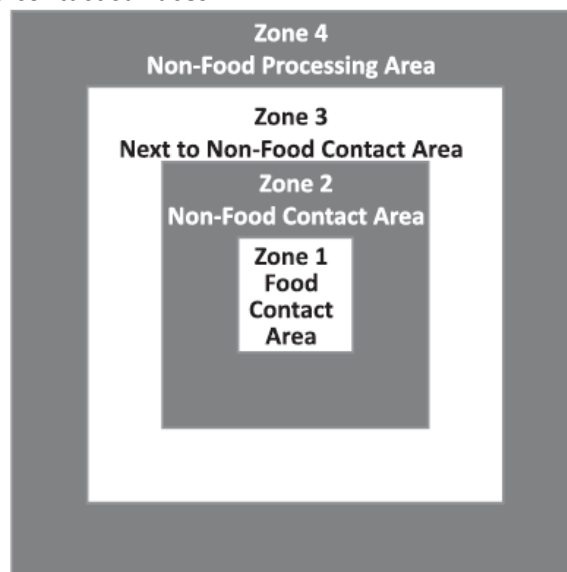 Zone 4
Non-Food Processing Area
Zone 3
Next to Non-Food Contact Area
Zone 2
Non-Food Contact Area
Zone 1
Food
Contact
Area